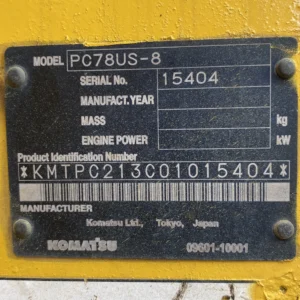 MODEL PC78US-8
SERIAL No. 15404
MANUFACT.YEAR
MASS kg
ENGINE POWER kW
Product Identification Number
*KMTPC213C01015404*
MANUFACTURER
Komatsu Ltd., Tokyo, Japan
KOMATSU 09601-10001